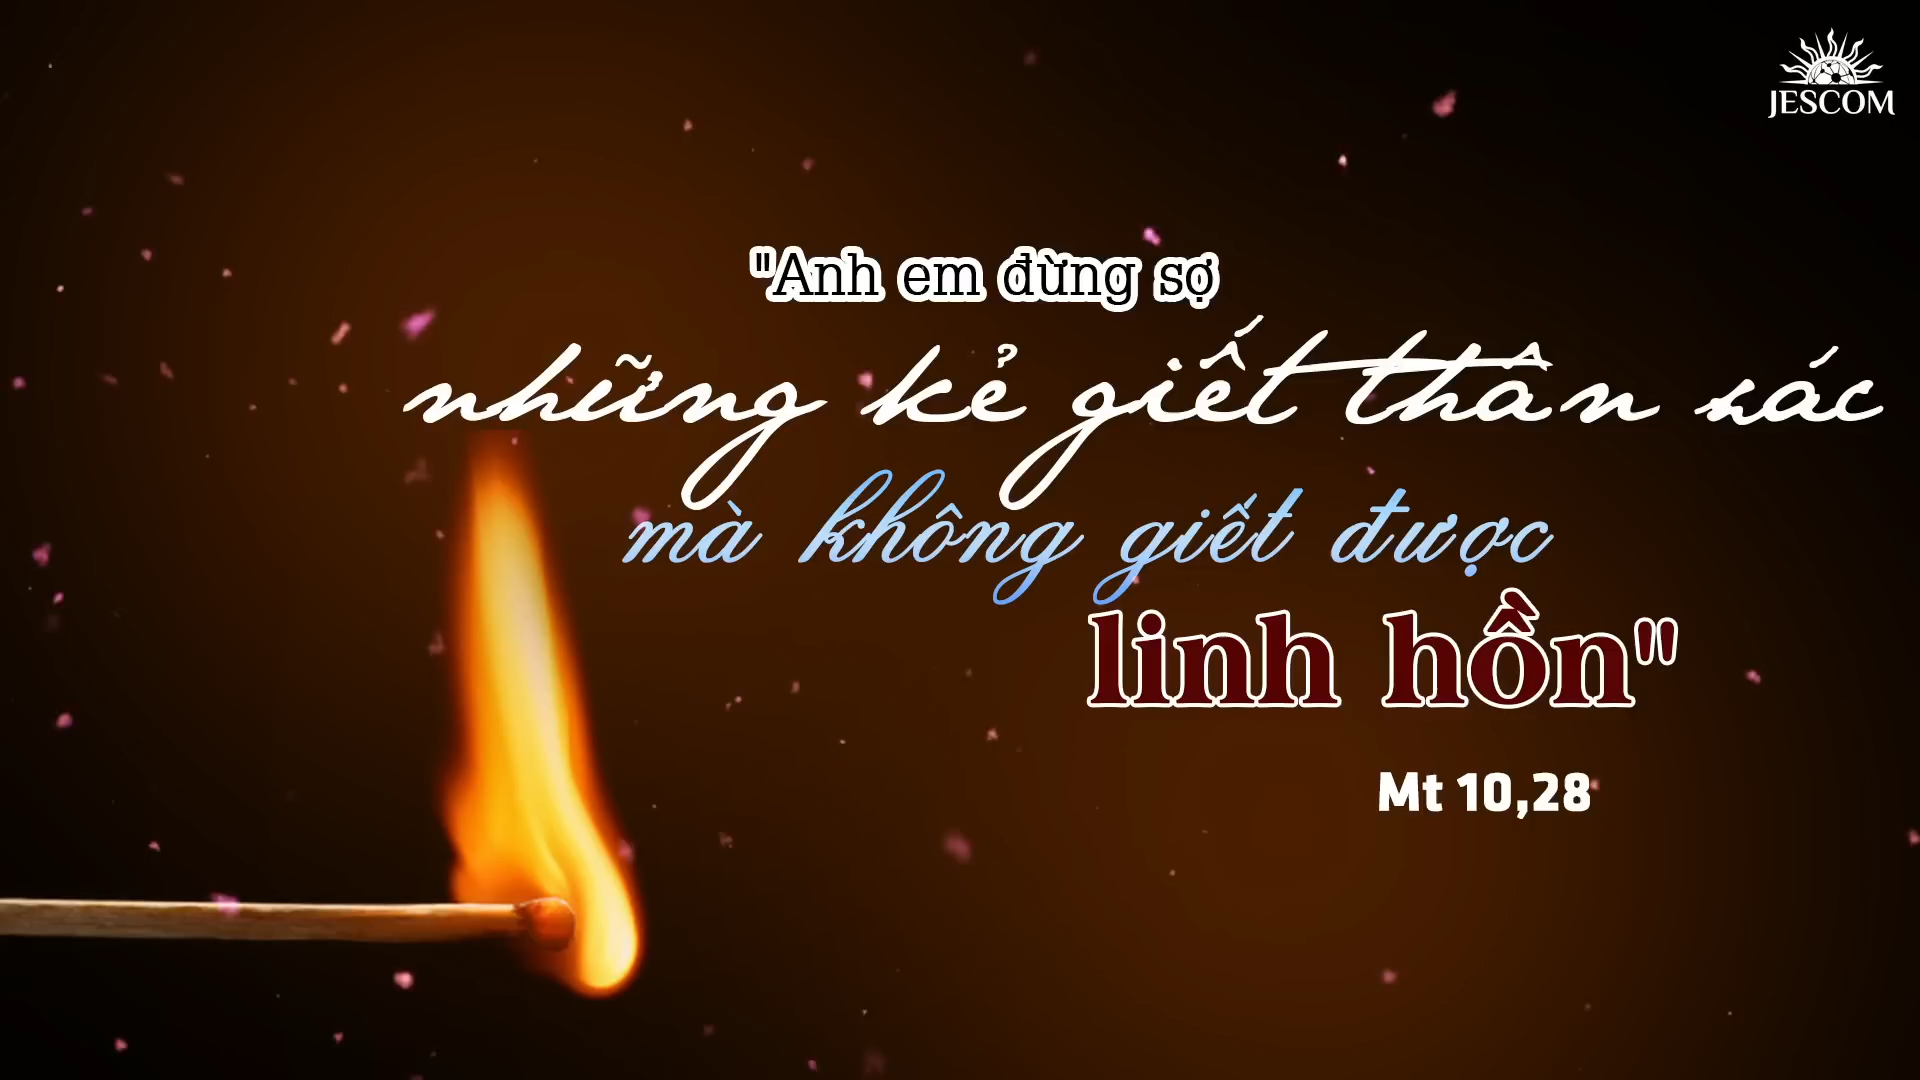 JESCOM
"Anh em đừng sợ
những kẻ giết thân xác
mà không giết được
linh hồn"
Mt 10,28